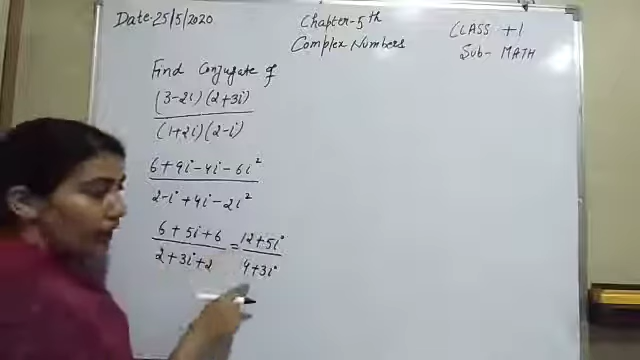 Date-25/5/2020
Chapter-5th
Complex Numbers
CLASS +1
Sub- MATH
Find Conjugate of
(3-2i)(2+3i)
(1+2i)(2-i)
6+9i-4i-6i²
2-i+4i-2i²
6+5i+6 = 12+5i
2+3i+2 4+3i